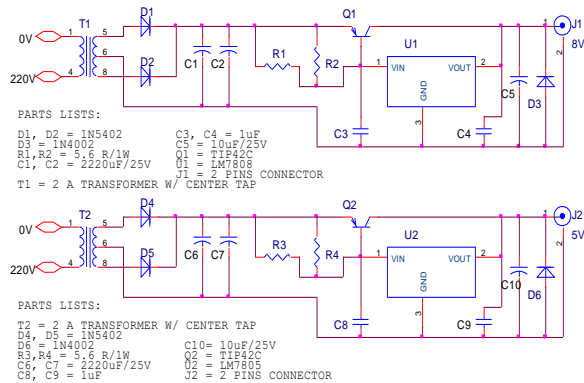 T1 D1 Q1 J1
0V 1 5 1
6 R1 R2 U1 2
220V 4 8 D2 C1 C2 1 VIN VOUT 2 8V
GND C5 D3
3
C3 C4
PARTS LISTS:
D1, D2 = 1N5402 C3, C4 = 1uF
D3 = 1N4002 C5 = 10uF/25V
R1,R2 = 5.6 R/1W Q1 = TIP42C
C1, C2 = 2220uF/25V U1 = LM7808
J1 = 2 PINS CONNECTOR
T1 = 2 A TRANSFORMER W/ CENTER TAP
T2 D4 Q2 J2
0V 1 5 1
6 R3 R4 U2 2 5V
220V 4 8 D5 C6 C7 1 VIN VOUT 2
GND C10 D6
3
C8 C9
PARTS LISTS:
T2 = 2 A TRANSFORMER W/ CENTER TAP
D4, D5 = 1N5402
D6 = 1N4002 C10= 10uF/25V
R3,R4 = 5.6 R/1W Q2 = TIP42C
C6, C7 = 2220uF/25V U2 = LM7805
C8, C9 = 1uF J2 = 2 PINS CONNECTOR